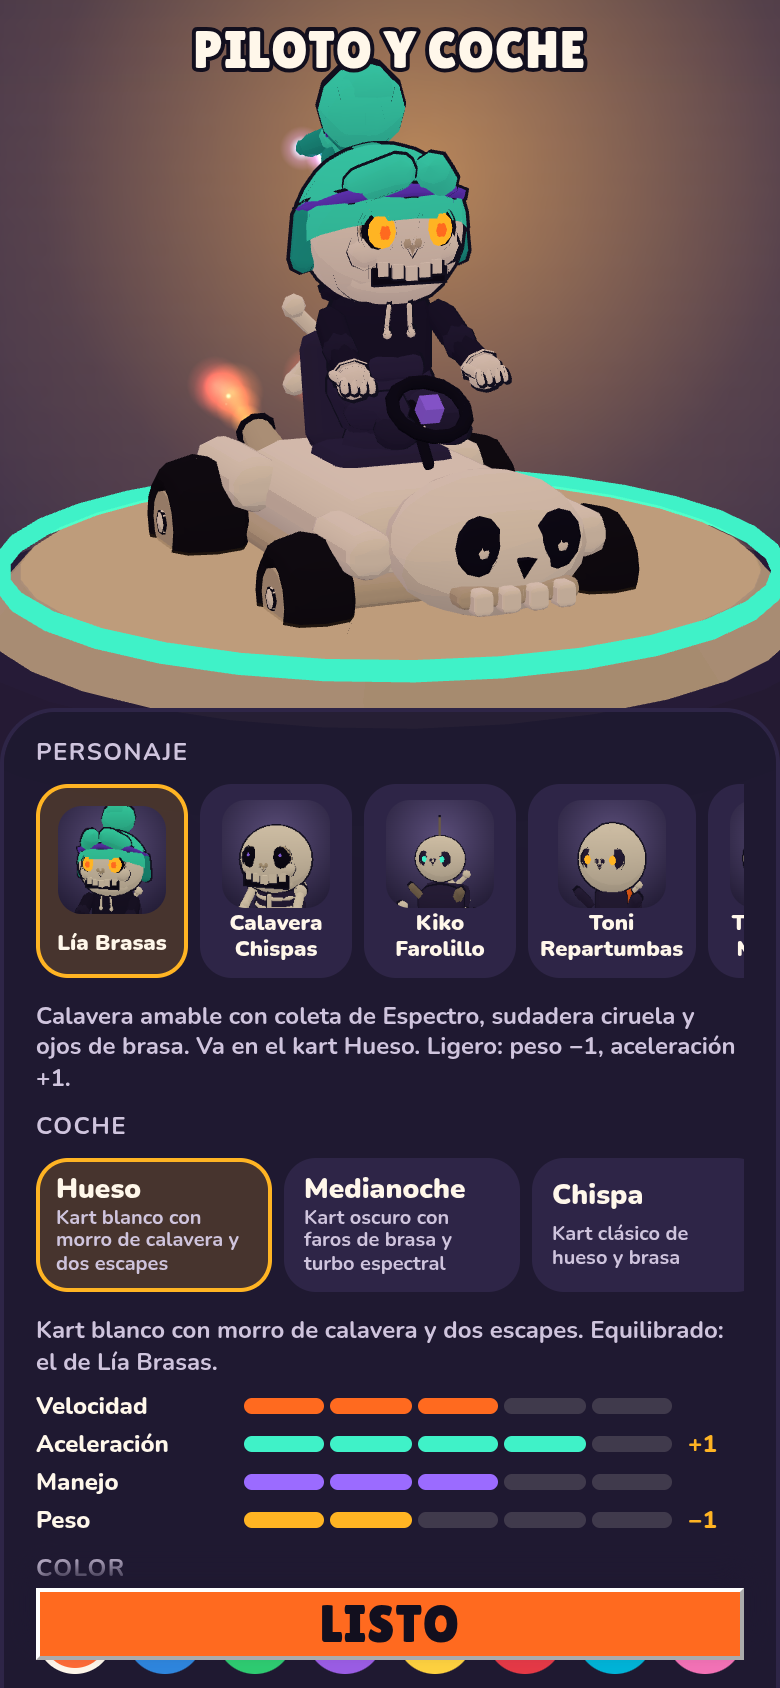 PILOTO Y COCHE
PERSONAJE
Lía Brasas
Calavera
Chispas
Kiko
Farolillo
Toni
Repartumbas
Calavera amable con coleta de Espectro, sudadera ciruela y
ojos de brasa. Va en el kart Hueso. Ligero: peso −1, aceleración
+1.
COCHE
Hueso
Kart blanco con
morro de calavera y
dos escapes
Medianoche
Kart oscuro con
faros de brasa y
turbo espectral
Chispa
Kart clásico de
hueso y brasa
Kart blanco con morro de calavera y dos escapes. Equilibrado:
el de Lía Brasas.
Velocidad
Aceleración +1
Manejo
Peso −1
COLOR
LISTO